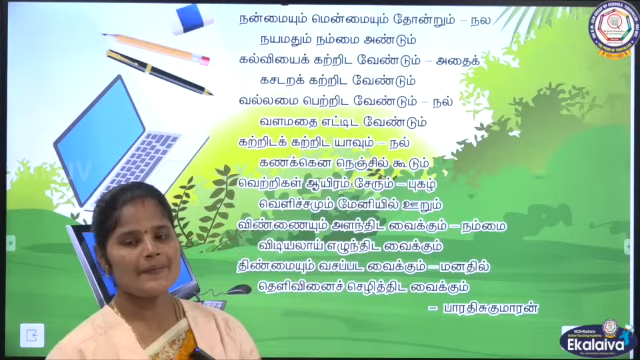 நன்மையும் மென்மையும் தோன்றும் – நல
நயமதும் நம்மை அண்டும்
கல்வியைக் கற்றிட வேண்டும் – அதைக்
கசடறக் கற்றிட வேண்டும்
வல்லமை பெற்றிட வேண்டும் – நல்
வளமதை எட்டிட வேண்டும்
கற்றிடக் கற்றிட யாவும் – நல்
கணக்கென நெஞ்சில் கூடும்
வெற்றிகள் ஆயிரம் சேரும் – புகழ்
வெளிச்சமும் மேனியில் ஊறும்
விண்ணையும் அளந்திட வைக்கும் – நம்மை
விடியலாய் எழுந்திட வைக்கும்
திண்மையும் வசப்பட வைக்கும் – மனதில்
தெளிவினைச் செழித்திட வைக்கும்
– பாரதிசுகுமாரன்
Ekalaiva